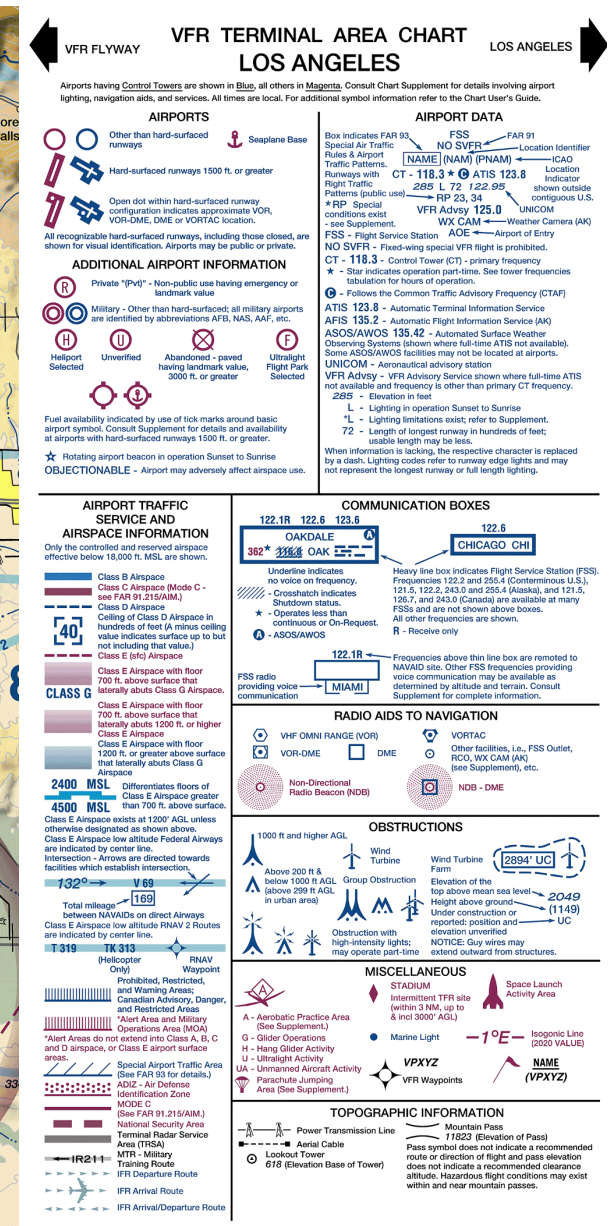 VFR FLYWAY
VFR TERMINAL AREA CHART
LOS ANGELES
LOS ANGELES
Airports having Control Towers are shown in Blue, all others in Magenta. Consult Chart Supplement for details involving airport
lighting, navigation aids, and services. All times are local. For additional symbol information refer to the Chart User's Guide.
AIRPORTS
Other than hard-surfaced
runways
Seaplane Base
Hard-surfaced runways 1500 ft. or greater
Open dot within hard-surfaced runway
configuration indicates approximate VOR,
VOR-DME, DME or VORTAC location.
All recognizable hard-surfaced runways, including those closed, are
shown for visual identification. Airports may be public or private.
ADDITIONAL AIRPORT INFORMATION
R
Private "(Pvt)" - Non-public use having emergency or
landmark value
Military - Other than hard-surfaced; all military airports
are identified by abbreviations AFB, NAS, AAF, etc.
H
U
F
Heliport
Selected
Unverified
Abandoned - paved
having landmark value,
3000 ft. or greater
Ultralight
Flight Park
Selected
Fuel availability indicated by use of tick marks around basic
airport symbol. Consult Supplement for details and availability
at airports with hard-surfaced runways 1500 ft. or greater.
☆ Rotating airport beacon in operation Sunset to Sunrise
OBJECTIONABLE - Airport may adversely affect airspace use.
AIRPORT DATA
Box indicates FAR 93
Special Air Traffic
Rules & Airport
Traffic Patterns.
Runways with
Right Traffic
Patterns (public use)
★RP Special
conditions exist
- see Supplement.
FSS
NO SVFR
FAR 91
Location Identifier
NAME (NAM) (PNAM)
ICAO
Location
Indicator
shown outside
contiguous U.S.
CT - 118.3 ★ C ATIS 123.8
285 L 72 122.95
RP 23, 34
UNICOM
VFR Advsy 125.0
WX CAM
Weather Camera (AK)
AOE
Airport of Entry
FSS - Flight Service Station
NO SVFR - Fixed-wing special VFR flight is prohibited.
CT - 118.3 - Control Tower (CT) - primary frequency
★ - Star indicates operation part-time. See tower frequencies
tabulation for hours of operation.
C - Follows the Common Traffic Advisory Frequency (CTAF)
ATIS 123.8 - Automatic Terminal Information Service
AFIS 135.2 - Automatic Flight Information Service (AK)
ASOS/AWOS 135.42 - Automated Surface Weather
Observing Systems (shown where full-time ATIS not available).
Some ASOS/AWOS facilities may not be located at airports.
UNICOM - Aeronautical advisory station
VFR Advsy - VFR Advisory Service shown where full-time ATIS
not available and frequency is other than primary CT frequency.
285 - Elevation in feet
L - Lighting in operation Sunset to Sunrise
*L - Lighting limitations exist; refer to Supplement.
72 - Length of longest runway in hundreds of feet;
usable length may be less.
When information is lacking, the respective character is replaced
by a dash. Lighting codes refer to runway edge lights and may
not represent the longest runway or full length lighting.
AIRPORT TRAFFIC
SERVICE AND
AIRSPACE INFORMATION
Only the controlled and reserved airspace
effective below 18,000 ft. MSL are shown.
Class B Airspace
Class C Airspace (Mode C -
see FAR 91.215/AIM.)
Class D Airspace
40
Ceiling of Class D Airspace in
hundreds of feet (A minus ceiling
value indicates surface up to but
not including that value.)
Class E (sfc) Airspace
CLASS G
Class E Airspace with floor
700 ft. above surface that
laterally abuts Class G Airspace.
Class E Airspace with floor
700 ft. above surface that
laterally abuts 1200 ft. or higher
Class E Airspace
Class E Airspace with floor
1200 ft. or greater above surface
that laterally abuts Class G
Airspace
2400 MSL
4500 MSL
Differentiates floors of
Class E Airspace greater
than 700 ft. above surface.
Class E Airspace exists at 1200' AGL unless
otherwise designated as shown above.
Class E Airspace low altitude Federal Airways
are indicated by center line.
Intersection - Arrows are directed towards
facilities which establish intersection.
132° V 69
169
Total mileage
between NAVAIDs on direct Airways
Class E Airspace low altitude RNAV 2 Routes
are indicated by center line.
T 319 TK 313
(Helicopter
Only)
RNAV
Waypoint
Prohibited, Restricted,
and Warning Areas;
Canadian Advisory, Danger,
and Restricted Areas
*Alert Area and Military
Operations Area (MOA)
*Alert Areas do not extend into Class A, B, C
and D airspace, or Class E airport surface
areas.
Special Airport Traffic Area
(See FAR 93 for details.)
ADIZ - Air Defense
Identification Zone
MODE C
(See FAR 91.215/AIM.)
National Security Area
Terminal Radar Service
Area (TRSA)
IR211
MTR - Military
Training Route
IFR Departure Route
IFR Arrival Route
IFR Arrival/Departure Route
COMMUNICATION BOXES
122.1R 122.6 123.6
OAKDALE
A
362★ 116.8 OAK
122.6
CHICAGO CHI
Underline indicates
no voice on frequency.
- Crosshatch indicates
Shutdown status.
★ - Operates less than
continuous or On-Request.
A - ASOS/AWOS
Heavy line box indicates Flight Service Station (FSS).
Frequencies 122.2 and 255.4 (Conterminous U.S.),
121.5, 122.2, 243.0 and 255.4 (Alaska), and 121.5,
126.7, and 243.0 (Canada) are available at many
FSSs and are not shown above boxes.
All other frequencies are shown.
R - Receive only
122.1R
FSS radio
providing voice
communication
MIAMI
Frequencies above thin line box are remoted to
NAVAID site. Other FSS frequencies providing
voice communication may be available as
determined by altitude and terrain. Consult
Supplement for complete information.
RADIO AIDS TO NAVIGATION
VHF OMNI RANGE (VOR)
VORTAC
VOR-DME
DME
Other facilities, i.e., FSS Outlet,
RCO, WX CAM (AK)
(see Supplement), etc.
Non-Directional
Radio Beacon (NDB)
NDB - DME
OBSTRUCTIONS
1000 ft and higher AGL
Wind
Turbine
Wind Turbine
Farm
2894' UC
Above 200 ft &
below 1000 ft AGL
(above 299 ft AGL
in urban area)
Group Obstruction
Obstruction with
high-intensity lights;
may operate part-time
Elevation of the
top above mean sea level
2049
Height above ground
(1149)
Under construction or
reported: position and
elevation unverified
UC
NOTICE: Guy wires may
extend outward from structures.
MISCELLANEOUS
A
A - Aerobatic Practice Area
(See Supplement.)
G - Glider Operations
H - Hang Glider Activity
U - Ultralight Activity
UA - Unmanned Aircraft Activity
Parachute Jumping
Area (See Supplement.)
STADIUM
Intermittent TFR site
(within 3 NM, up to
& incl 3000' AGL)
Space Launch
Activity Area
Marine Light
1°E
Isogonic Line
(2020 VALUE)
VPXYZ
VFR Waypoints
NAME
(VPXYZ)
TOPOGRAPHIC INFORMATION
Power Transmission Line
Aerial Cable
Lookout Tower
618 (Elevation Base of Tower)
Mountain Pass
11823 (Elevation of Pass)
Pass symbol does not indicate a recommended
route or direction of flight and pass elevation
does not indicate a recommended clearance
altitude. Hazardous flight conditions may exist
within and near mountain passes.